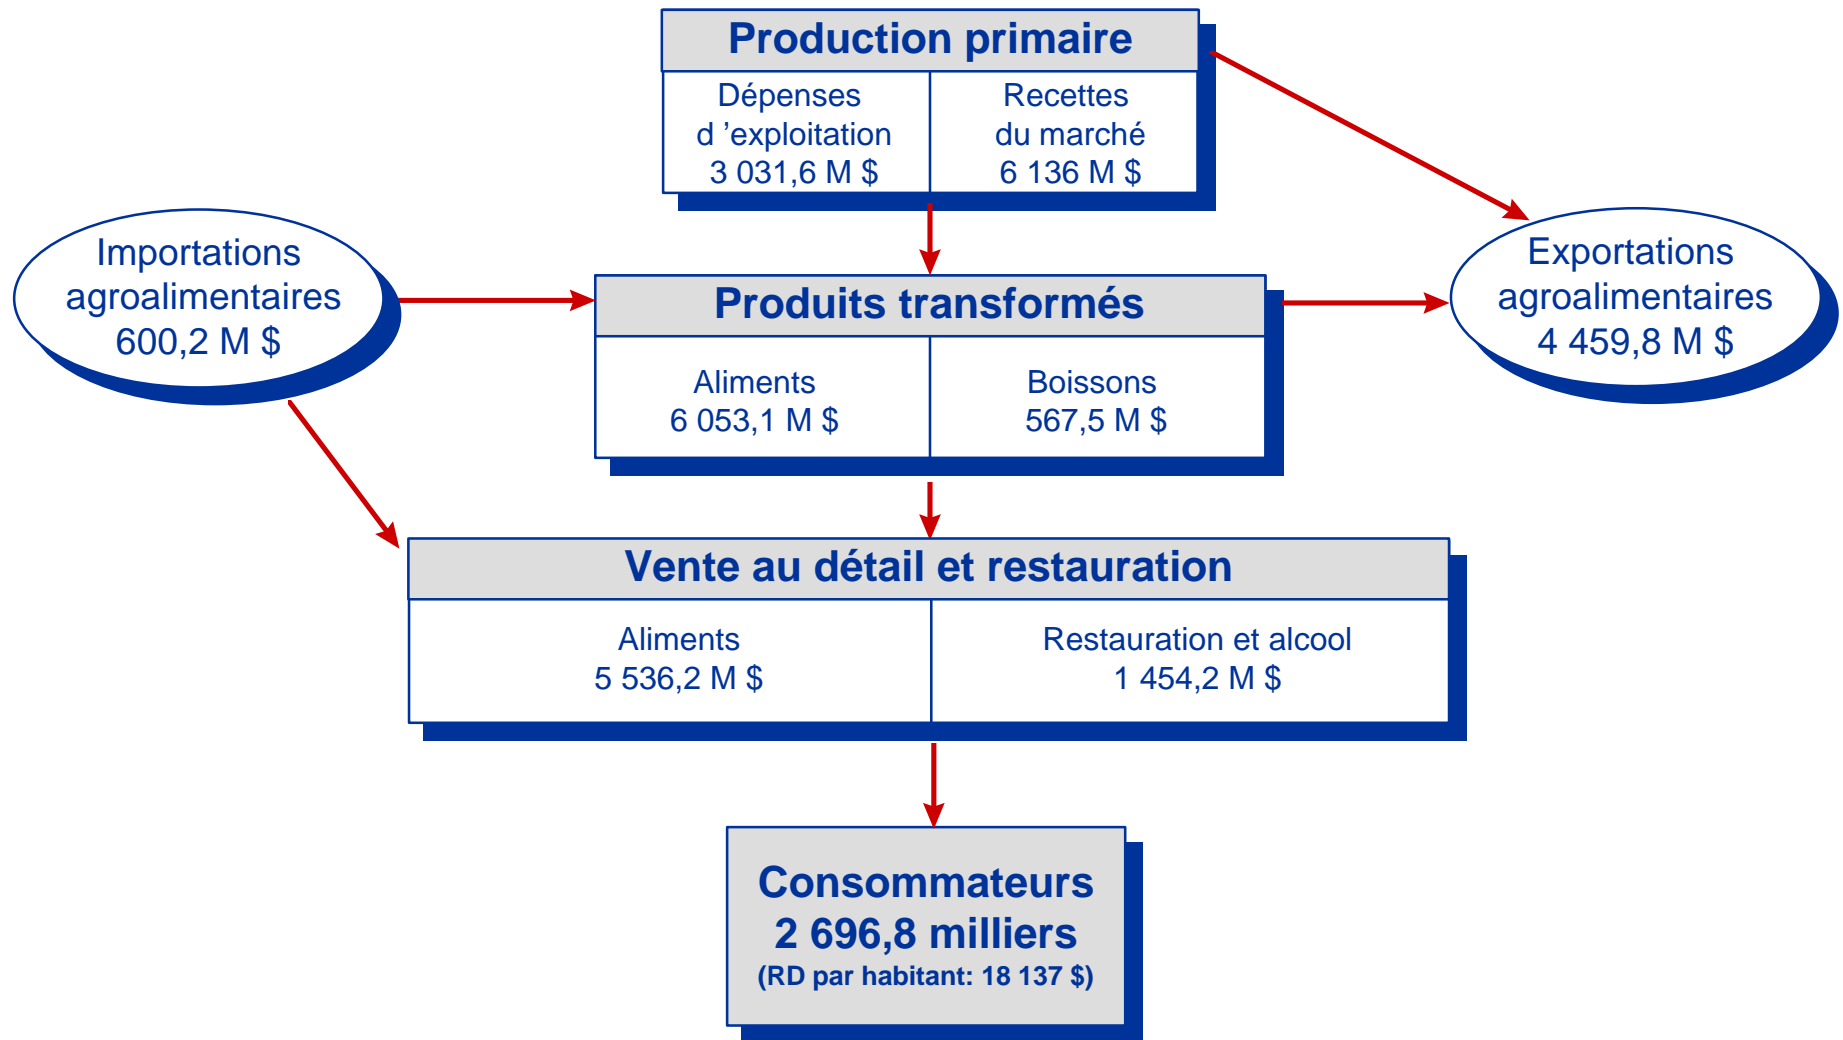 Production primaire
Dépenses
d ’exploitation
3 031,6 M $
Recettes
du marché
6 136 M $
Importations
agroalimentaires
600,2 M $
Exportations
agroalimentaires
4 459,8 M $
Produits transformés
Aliments
6 053,1 M $
Boissons
567,5 M $
Vente au détail et restauration
Aliments
5 536,2 M $
Restauration et alcool
1 454,2 M $
Consommateurs
2 696,8 milliers
(RD par habitant: 18 137 $)